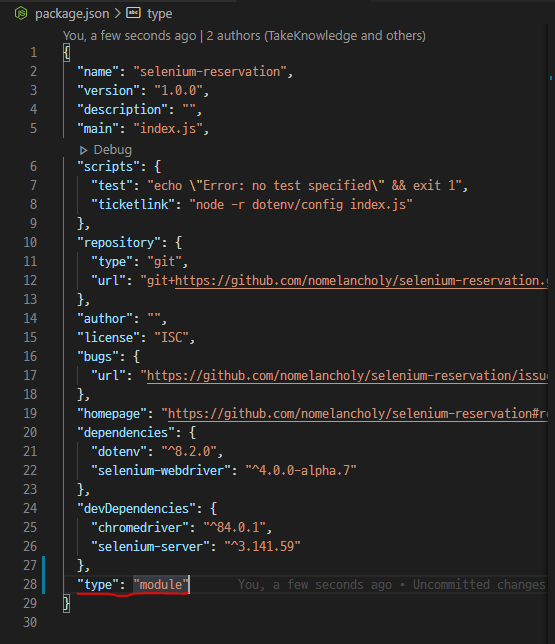 package.json > type
You, a few seconds ago | 2 authors (TakeKnowledge and others)
1 {
2 "name": "selenium-reservation",
3 "version": "1.0.0",
4 "description": "",
5 "main": "index.js",
Debug
6 "scripts": {
7 "test": "echo \"Error: no test specified\" && exit 1",
8 "ticketlink": "node -r dotenv/config index.js"
9 },
10 "repository": {
11 "type": "git",
12 "url": "git+https://github.com/nomelancholy/selenium-reservation.g
13 },
14 "author": "",
15 "license": "ISC",
16 "bugs": {
17 "url": "https://github.com/nomelancholy/selenium-reservation/issue
18 },
19 "homepage": "https://github.com/nomelancholy/selenium-reservation#re
20 "dependencies": {
21 "dotenv": "^8.2.0",
22 "selenium-webdriver": "^4.0.0-alpha.7"
23 },
24 "devDependencies": {
25 "chromedriver": "^84.0.1",
26 "selenium-server": "^3.141.59"
27 },
28 "type": "module" You, a few seconds ago • Uncommitted changes
29 }
30